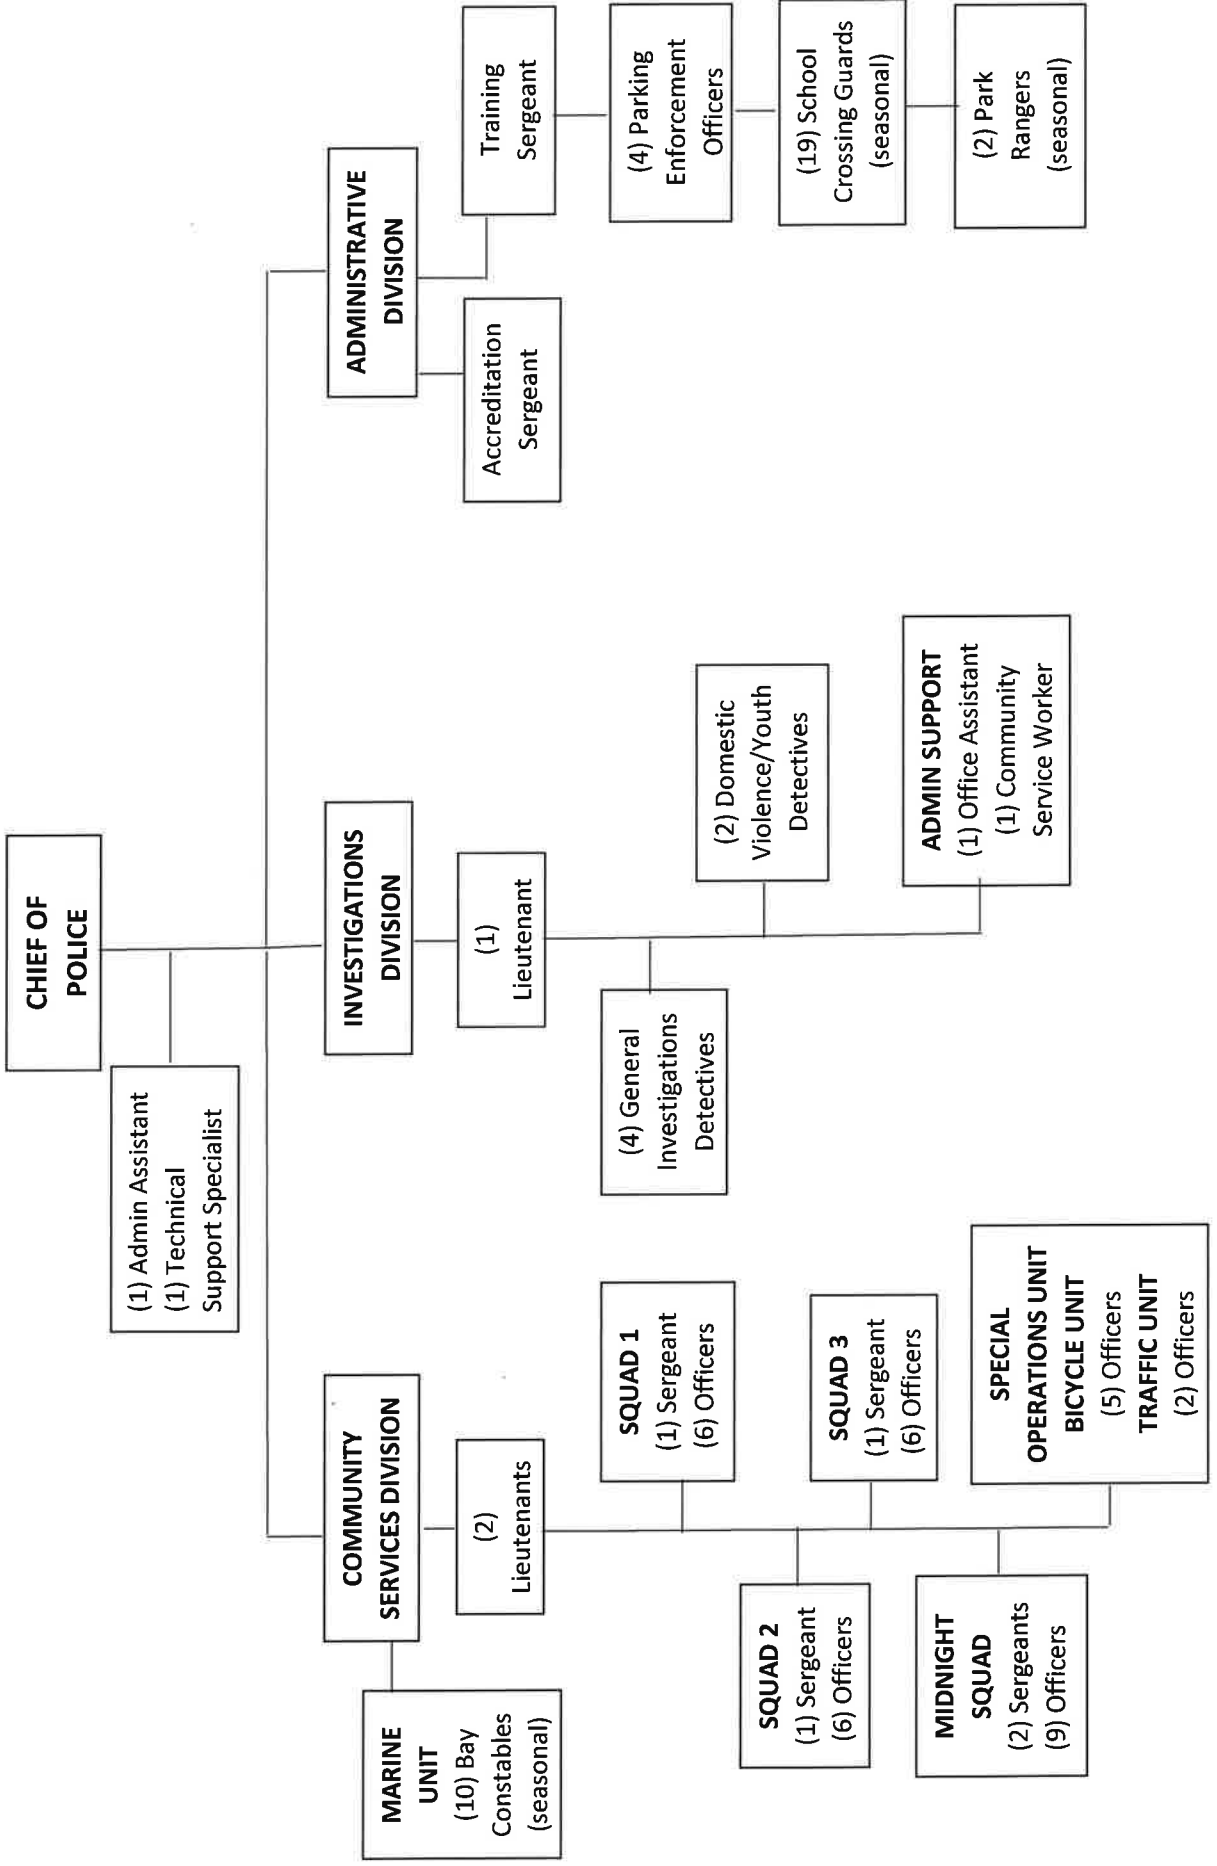 CHIEF OF
POLICE
(1) Admin Assistant
(1) Technical
Support Specialist
COMMUNITY
SERVICES DIVISION
MARINE
UNIT
(10) Bay
Constables
(seasonal)
(2)
Lieutenants
SQUAD 1
(1) Sergeant
(6) Officers
SQUAD 2
(1) Sergeant
(6) Officers
SQUAD 3
(1) Sergeant
(6) Officers
MIDNIGHT
SQUAD
(2) Sergeants
(9) Officers
SPECIAL
OPERATIONS UNIT
BICYCLE UNIT
(5) Officers
TRAFFIC UNIT
(2) Officers
INVESTIGATIONS
DIVISION
(1)
Lieutenant
(4) General
Investigations
Detectives
(2) Domestic
Violence/Youth
Detectives
ADMIN SUPPORT
(1) Office Assistant
(1) Community
Service Worker
ADMINISTRATIVE
DIVISION
Accreditation
Sergeant
Training
Sergeant
(4) Parking
Enforcement
Officers
(19) School
Crossing Guards
(seasonal)
(2) Park
Rangers
(seasonal)